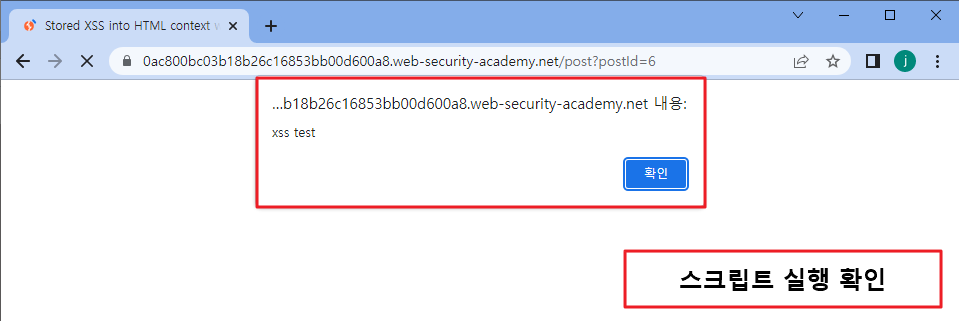 Stored XSS into HTML context w
0ac800bc03b18b26c16853bb00d600a8.web-security-academy.net/post?postId=6
j
...b18b26c16853bb00d600a8.web-security-academy.net 내용:
xss test
확인
스크립트 실행 확인